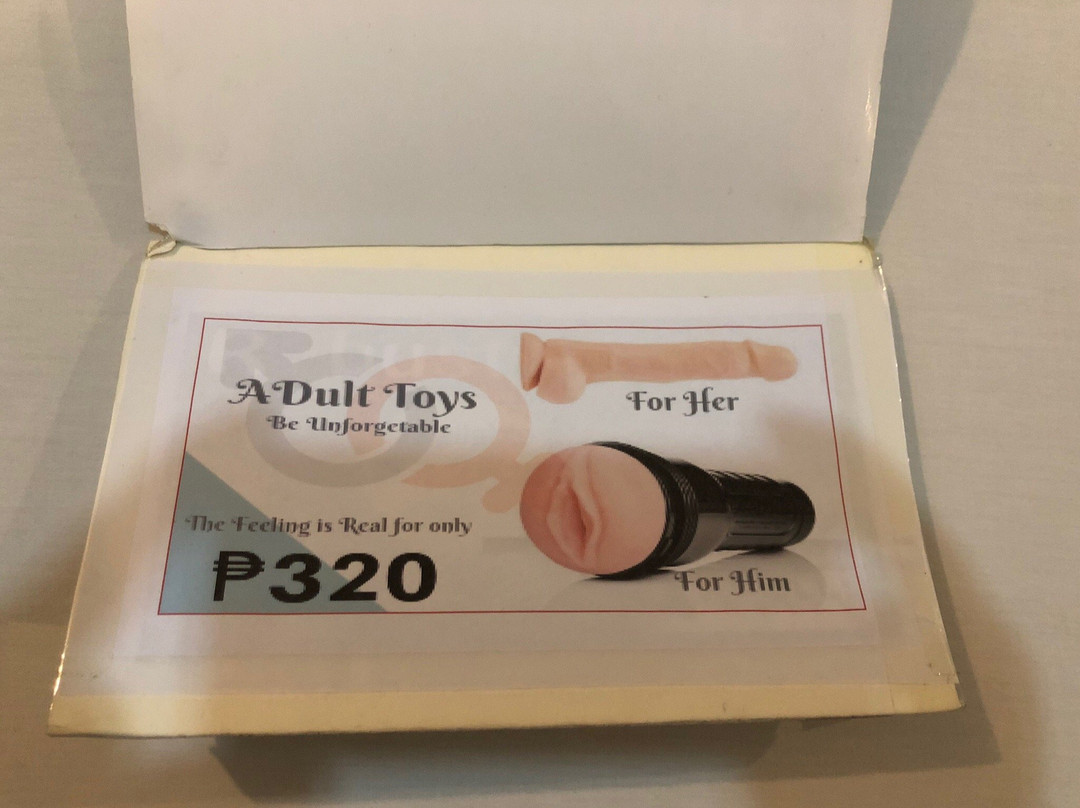 ADult Toys
Be Unforgetable
For Her
The Feeling is Real for only
₱320
For Him